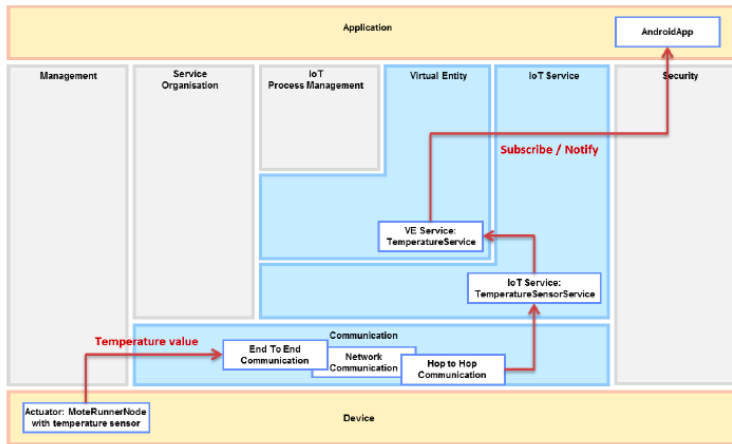 Application
AndroidApp
Management
Service
Organisation
IoT
Process Management
Virtual Entity
IoT Service
Security
Subscribe / Notify
VE Service:
TemperatureService
IoT Service:
TemperatureSensorService
Temperature value
Communication
End To End
Communication
Network
Communication
Hop to Hop
Communication
Actuator: MoteRunnerNode
with temperature sensor
Device